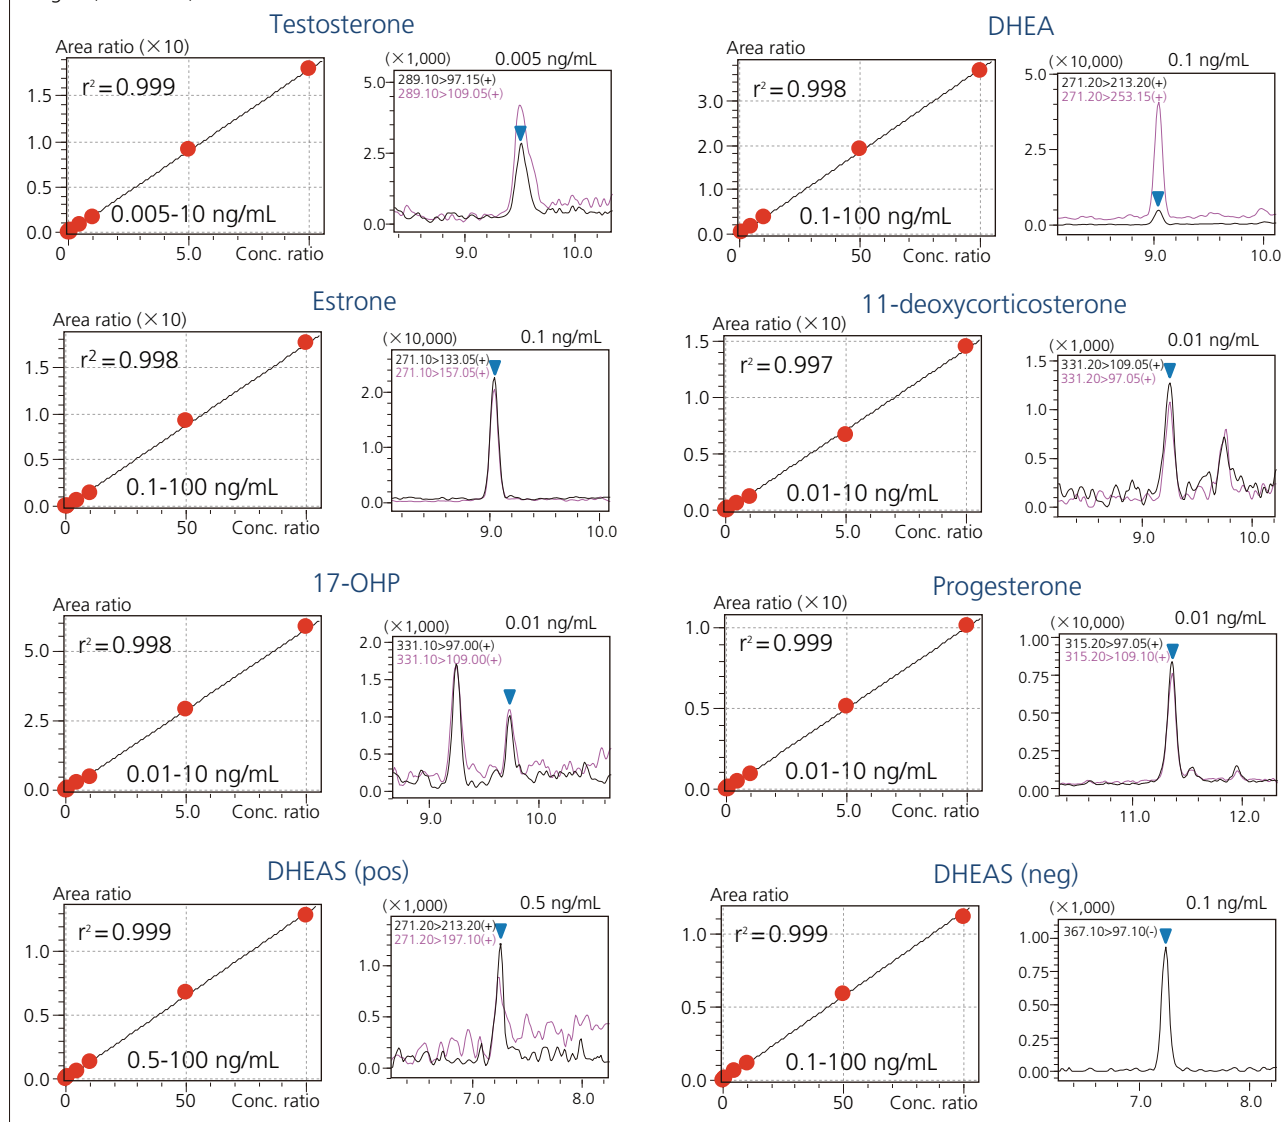 Testosterone
Area ratio (×10)
r²=0.999
1.5
1.0
0.5
0.0
0.005-10 ng/mL
0
5.0
Conc. ratio
(×1,000)
0.005 ng/mL
289.10>97.15(+)
289.10>109.05(+)
5.0
2.5
0.0
9.0
10.0
DHEA
Area ratio
r²=0.998
3.0
2.0
1.0
0.0
0.1-100 ng/mL
0
50
Conc. ratio
(×10,000)
0.1 ng/mL
271.20>213.20(+)
271.20>253.15(+)
5.0
2.5
0.0
9.0
10.0
Estrone
Area ratio (×10)
r²=0.998
1.5
1.0
0.5
0.0
0.1-100 ng/mL
0
50
Conc. ratio
(×10,000)
0.1 ng/mL
271.10>133.05(+)
271.10>157.05(+)
2.0
1.0
0.0
9.0
10.0
11-deoxycorticosterone
Area ratio (×10)
r²=0.997
1.5
1.0
0.5
0.0
0.01-10 ng/mL
0
5.0
Conc. ratio
(×1,000)
0.01 ng/mL
331.20>109.05(+)
331.20>97.05(+)
1.5
1.0
0.5
0.0
9.0
10.0
17-OHP
Area ratio
r²=0.998
5.0
2.5
0.0
0.01-10 ng/mL
0
5.0
Conc. ratio
(×1,000)
0.01 ng/mL
331.10>97.00(+)
331.10>109.00(+)
2.0
1.5
1.0
0.5
0.0
9.0
10.0
Progesterone
Area ratio (×10)
r²=0.999
1.0
0.5
0.0
0.01-10 ng/mL
0
5.0
Conc. ratio
(×10,000)
0.01 ng/mL
315.20>97.05(+)
315.20>109.10(+)
1.00
0.75
0.50
0.25
0.00
11.0
12.0
DHEAS (pos)
Area ratio
r²=0.999
1.0
0.5
0.0
0.5-100 ng/mL
0
50
Conc. ratio
(×1,000)
0.5 ng/mL
271.20>213.20(+)
271.20>197.10(+)
1.0
0.5
0.0
7.0
8.0
DHEAS (neg)
Area ratio
r²=0.999
1.0
0.5
0.0
0.1-100 ng/mL
0
50
Conc. ratio
(×1,000)
0.1 ng/mL
367.10>97.10(-)
1.00
0.75
0.50
0.25
0.00
7.0
8.0